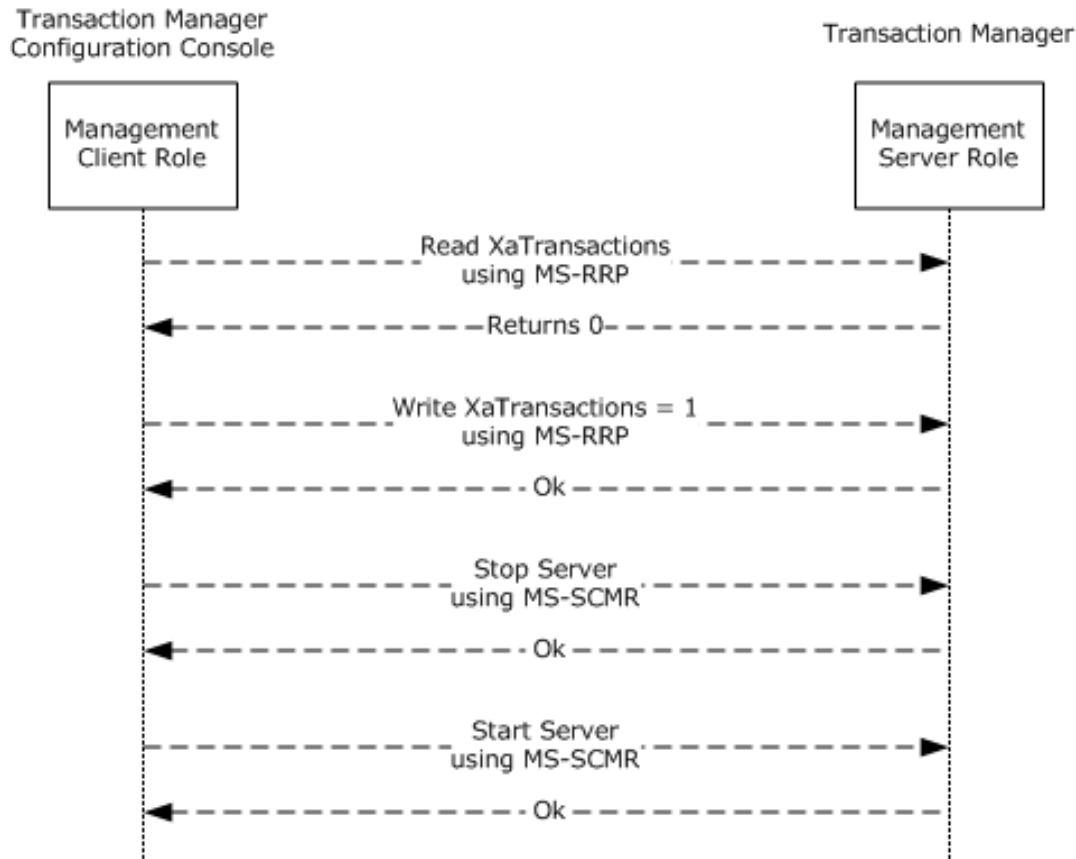 Transaction Manager
Configuration Console
Transaction Manager
Management
Client Role
Management
Server Role
Read XaTransactions
using MS-RRP
Returns 0
Write XaTransactions = 1
using MS-RRP
Ok
Stop Server
using MS-SCMR
Ok
Start Server
using MS-SCMR
Ok